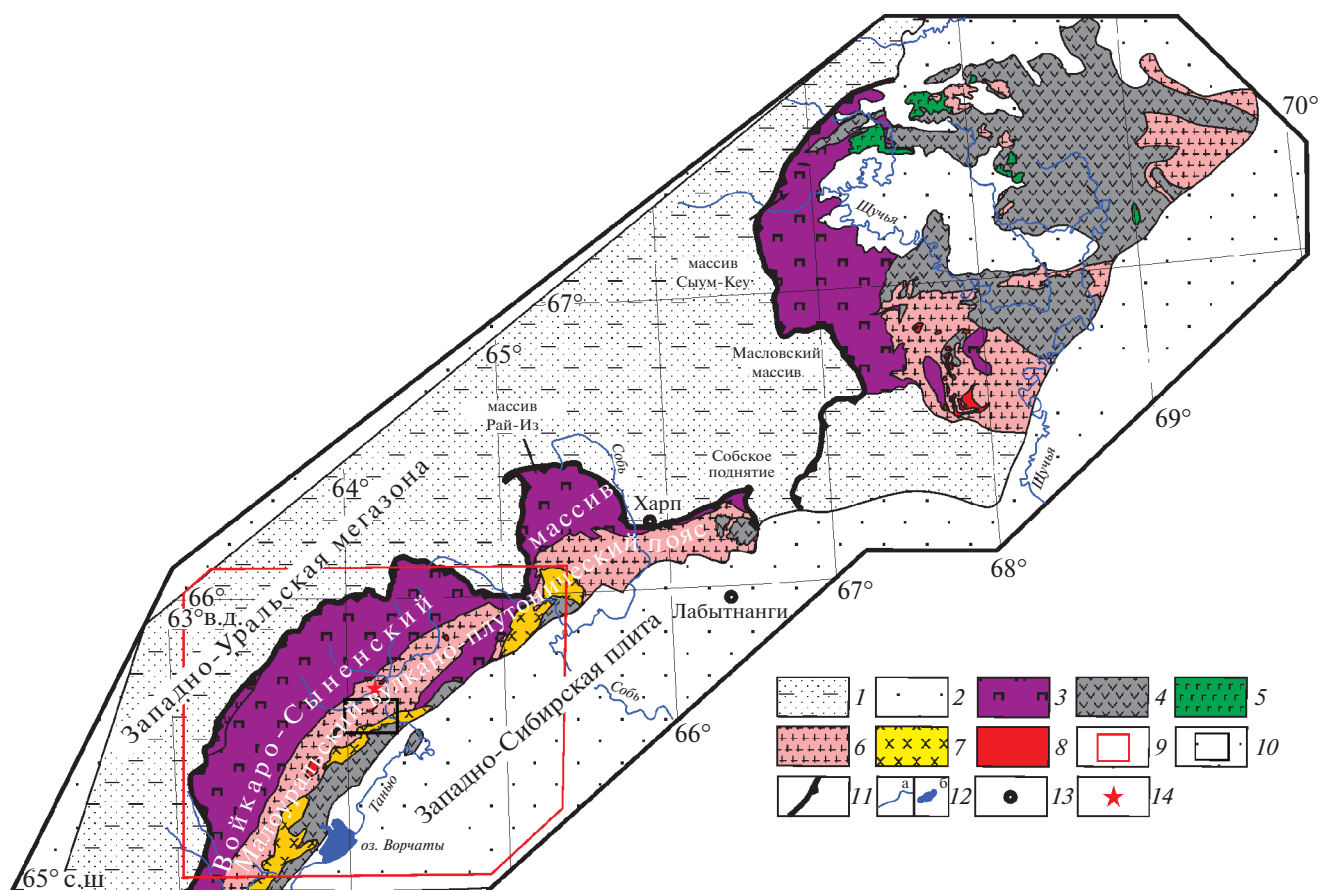 70°
Щучья
массив
Сыум-Кеу
67°
Масловский
массив
65°
69°
массив
Рай-Из
Собь
Собское
поднятие
Щучья
64°
Харп
68°
Западно-Уральская мегазона
67°
Лабытнанги
66°
63° в.д.
Войкаро-Сыненский массив
Малоуральский вулкано-плутонический пояс
Западно-Сибирская плита
Собь
66°
Танью
оз. Ворчаты
65° с.ш
1 2 3 4 5
6 7 8 9 10
11 а б 12 13 14